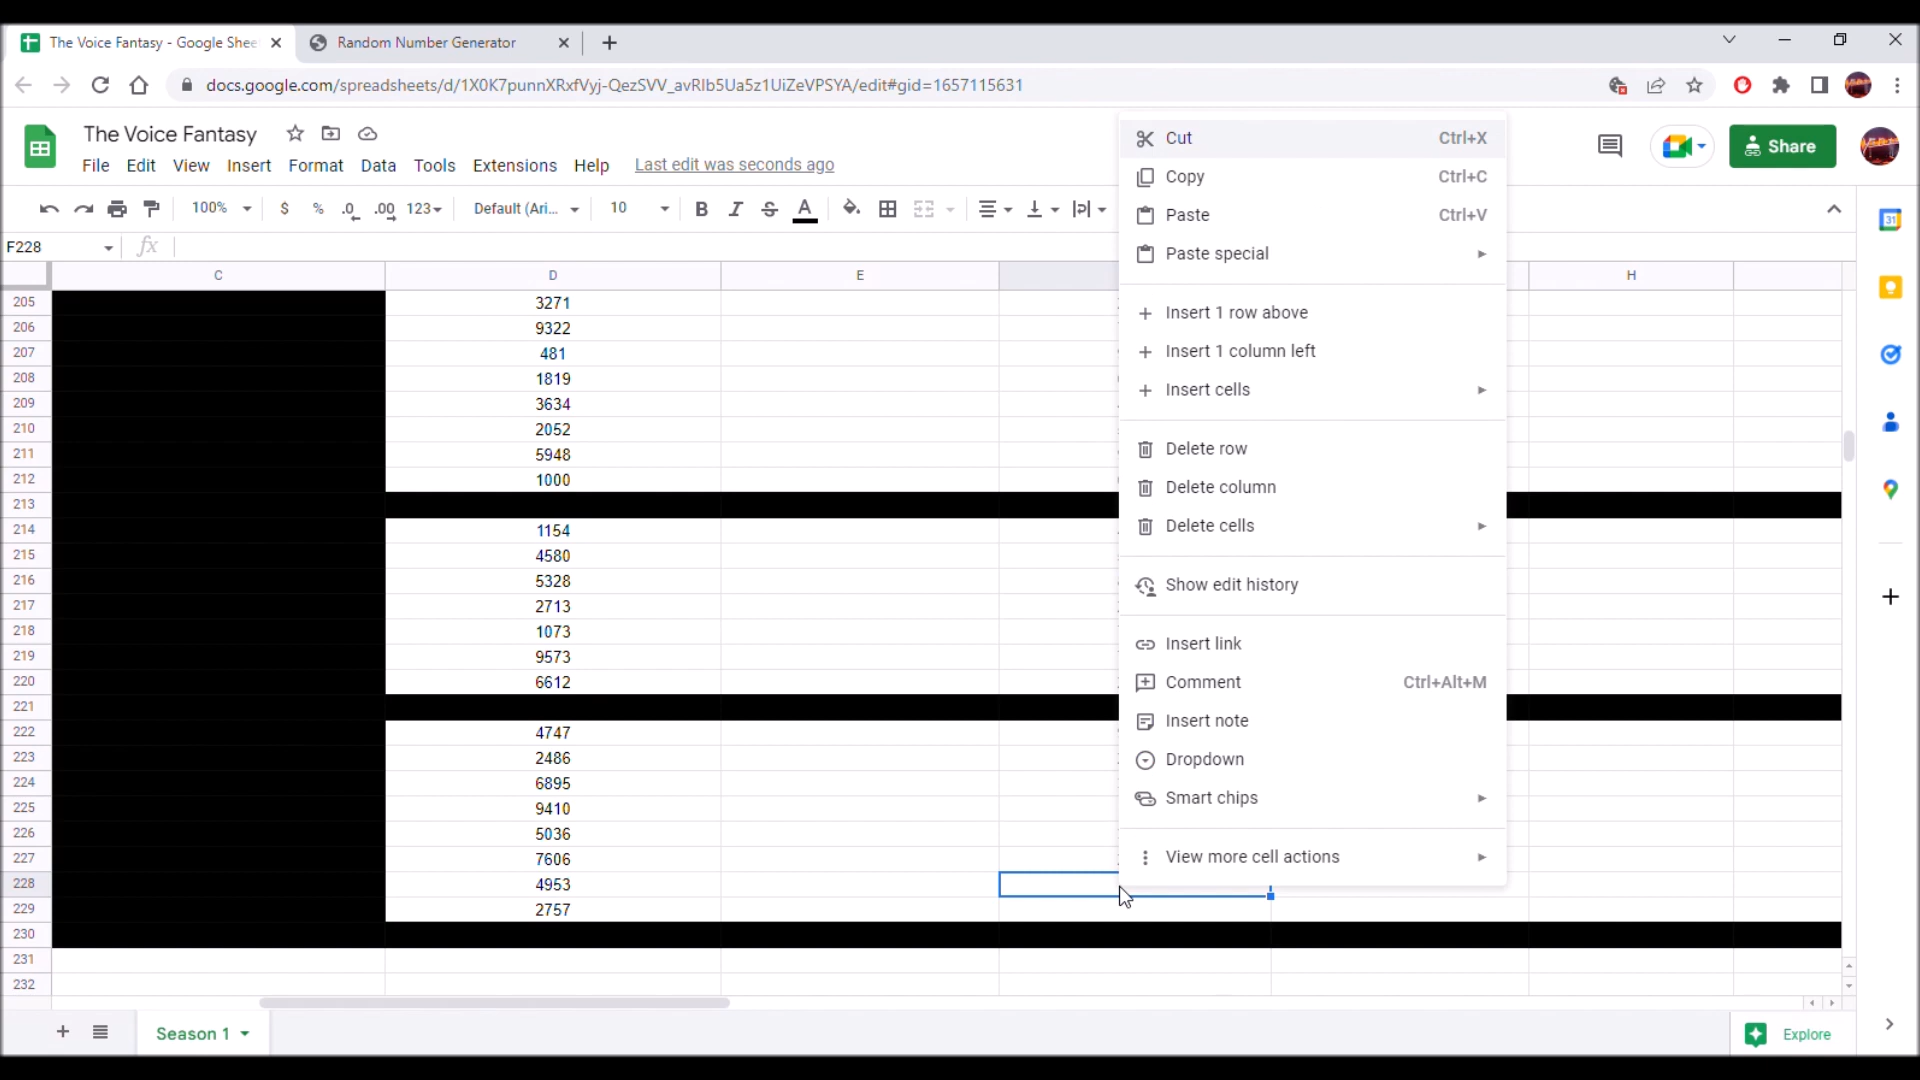 The Voice Fantasy - Google Shee
Random Number Generator
docs.google.com/spreadsheets/d/1X0K7punnXRxfVyj-QezSVV_avRIb5Ua5z1UiZeVPSYA/edit#gid=1657115631
The Voice Fantasy
File Edit View Insert Format Data Tools Extensions Help Last edit was seconds ago
Share
100% $ % .0 .00 123 Default (Ari... 10 B I S A
F228 fx
C D E H
205 3271
206 9322
207 481
208 1819
209 3634
210 2052
211 5948
212 1000
213
214 1154
215 4580
216 5328
217 2713
218 1073
219 9573
220 6612
221
222 4747
223 2486
224 6895
225 9410
226 5036
227 7606
228 4953
229 2757
230
231
232
Cut Ctrl+X
Copy Ctrl+C
Paste Ctrl+V
Paste special
Insert 1 row above
Insert 1 column left
Insert cells
Delete row
Delete column
Delete cells
Show edit history
Insert link
Comment Ctrl+Alt+M
Insert note
Dropdown
Smart chips
View more cell actions
31
Season 1
Explore